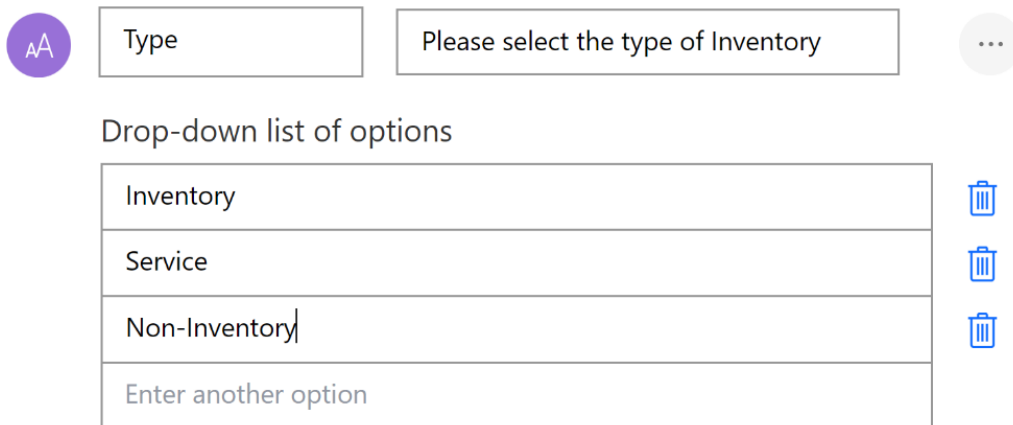 AA
Type
Please select the type of Inventory
Drop-down list of options
Inventory
Service
Non-Inventory
Enter another option